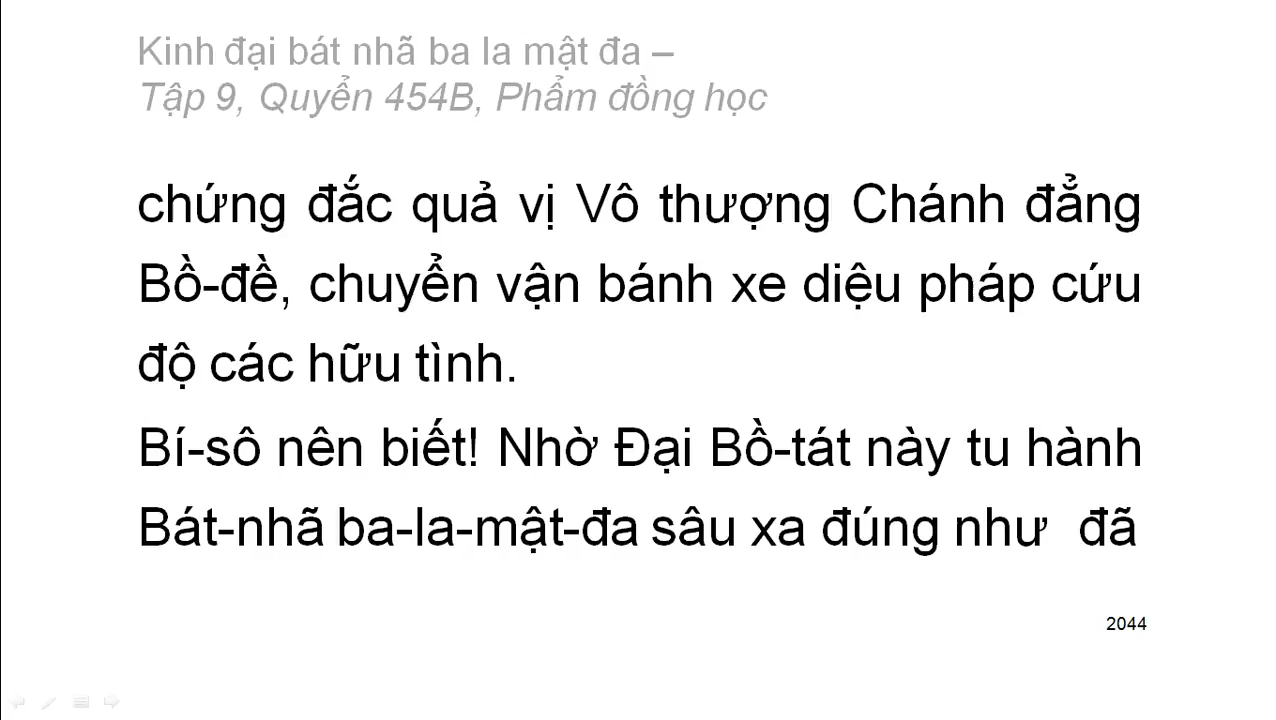 Kinh đại bát nhã ba la mật đa –
Tập 9, Quyển 454B, Phẩm đồng học
chứng đắc quả vị Vô thượng Chánh đẳng
Bồ-đề, chuyển vận bánh xe diệu pháp cứu
độ các hữu tình.
Bí-sô nên biết! Nhờ Đại Bồ-tát này tu hành
Bát-nhã ba-la-mật-đa sâu xa đúng như đã
2044